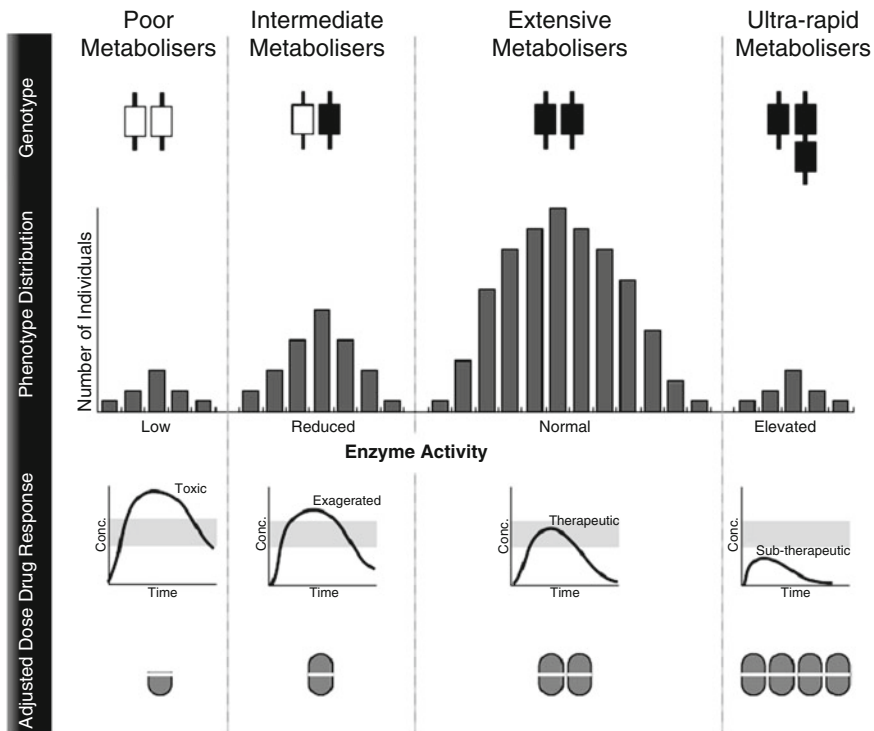 Poor
Metabolisers
Intermediate
Metabolisers
Extensive
Metabolisers
Ultra-rapid
Metabolisers
Genotype
Phenotype Distribution
Number of Individuals
Low
Reduced
Normal
Elevated
Enzyme Activity
Adjusted Dose Drug Response
Conc.
Toxic
Time
Conc.
Exagerated
Time
Conc.
Therapeutic
Time
Conc.
Sub-therapeutic
Time